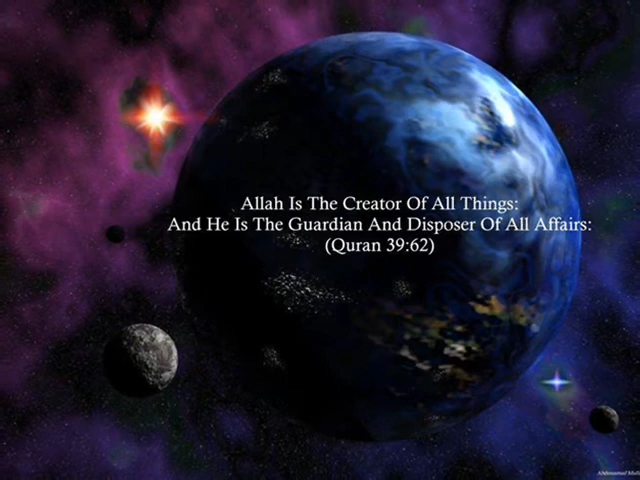 Allah Is The Creator Of All Things:
And He Is The Guardian And Disposer Of All Affairs:
(Quran 39:62)